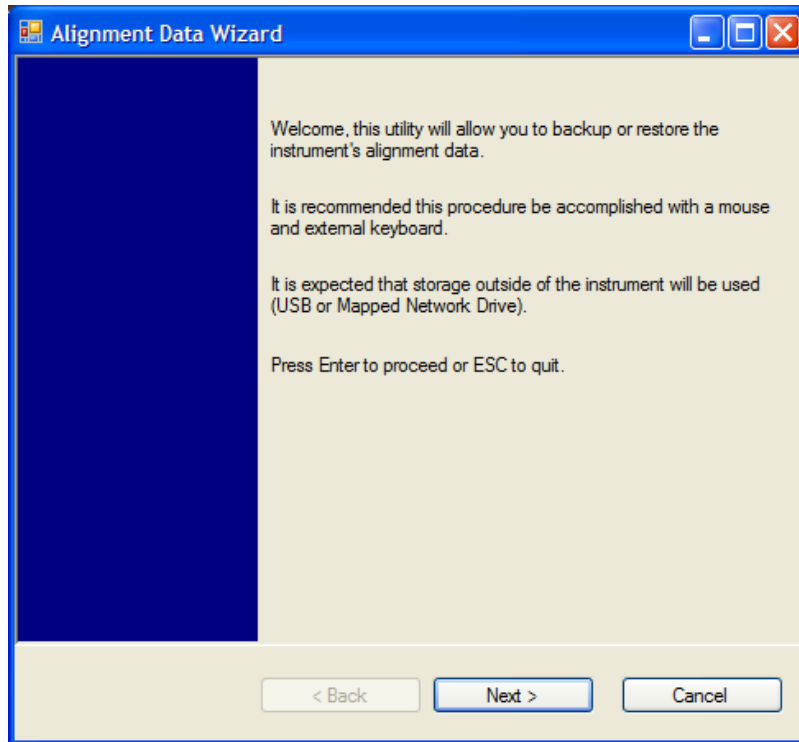 Alignment Data Wizard
Welcome, this utility will allow you to backup or restore the
instrument's alignment data.
It is recommended this procedure be accomplished with a mouse
and external keyboard.
It is expected that storage outside of the instrument will be used
(USB or Mapped Network Drive).
Press Enter to proceed or ESC to quit.
< Back Next > Cancel